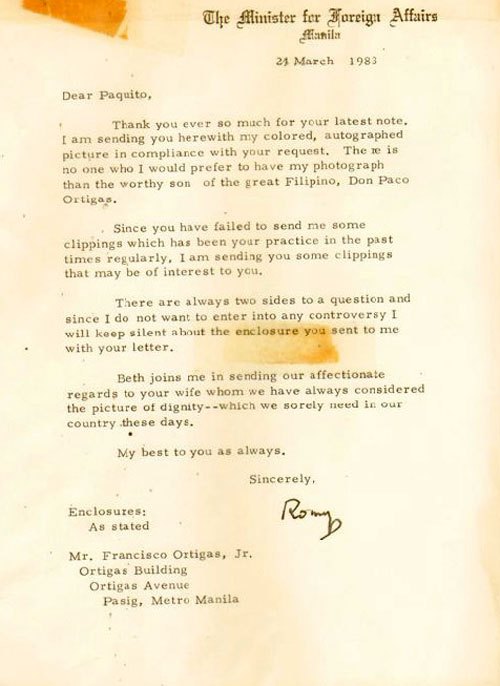 The Minister for Foreign Affairs
Manila
24 March 1983
Dear Paquito,
Thank you ever so much for your latest note.
I am sending you herewith my colored, autographed
picture in compliance with your request. There is
no one who I would prefer to have my photograph
than the worthy son of the great Filipino, Don Paco
Ortigas.
Since you have failed to send me some
clippings which has been your practice in the past
times regularly, I am sending you some clippings
that may be of interest to you.
There are always two sides to a question and
since I do not want to enter into any controversy I
will keep silent about the enclosure you sent to me
with your letter.
Beth joins me in sending our affectionate
regards to your wife whom we have always considered
the picture of dignity--which we sorely need in our
country these days.
My best to you as always.
Sincerely,
Romy
Enclosures:
As stated
Mr. Francisco Ortigas, Jr.
Ortigas Building
Ortigas Avenue
Pasig, Metro Manila